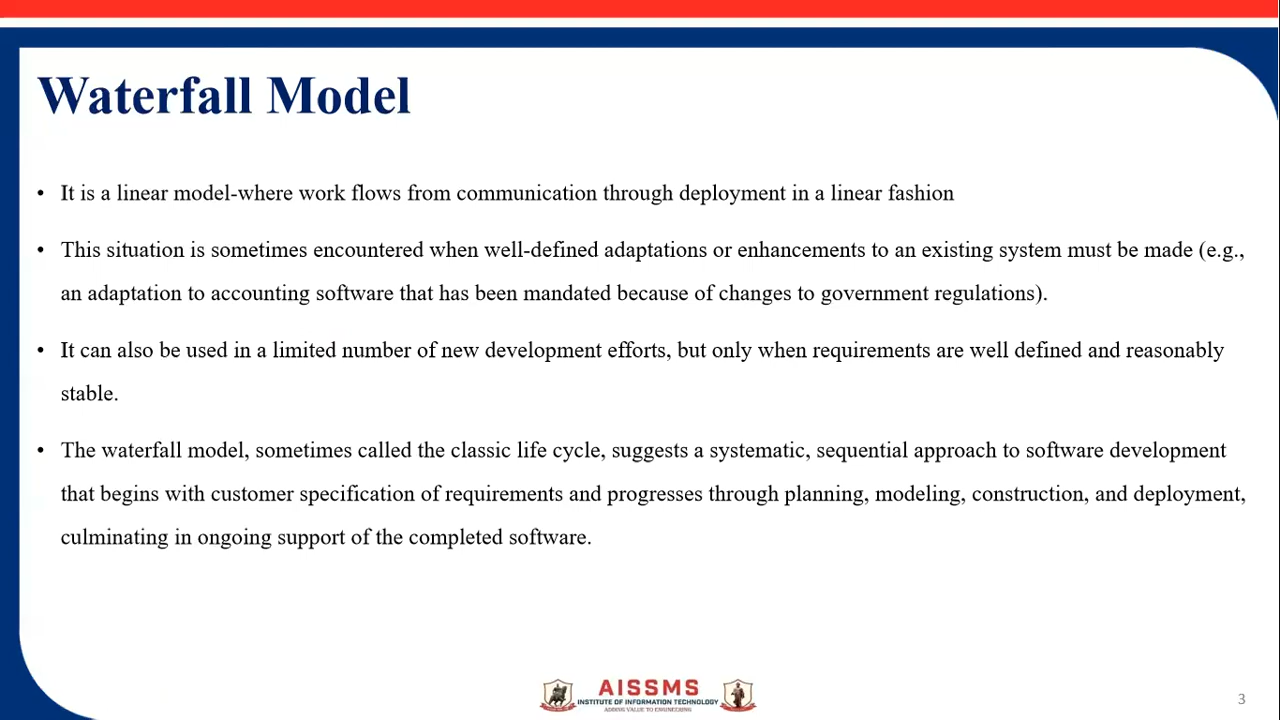 Waterfall Model
• It is a linear model-where work flows from communication through deployment in a linear fashion
• This situation is sometimes encountered when well-defined adaptations or enhancements to an existing system must be made (e.g.,
an adaptation to accounting software that has been mandated because of changes to government regulations).
• It can also be used in a limited number of new development efforts, but only when requirements are well defined and reasonably
stable.
• The waterfall model, sometimes called the classic life cycle, suggests a systematic, sequential approach to software development
that begins with customer specification of requirements and progresses through planning, modeling, construction, and deployment,
culminating in ongoing support of the completed software.
AISSMS
INSTITUTE OF INFORMATION TECHNOLOGY
ADDING VALUE TO ENGINEERING
3